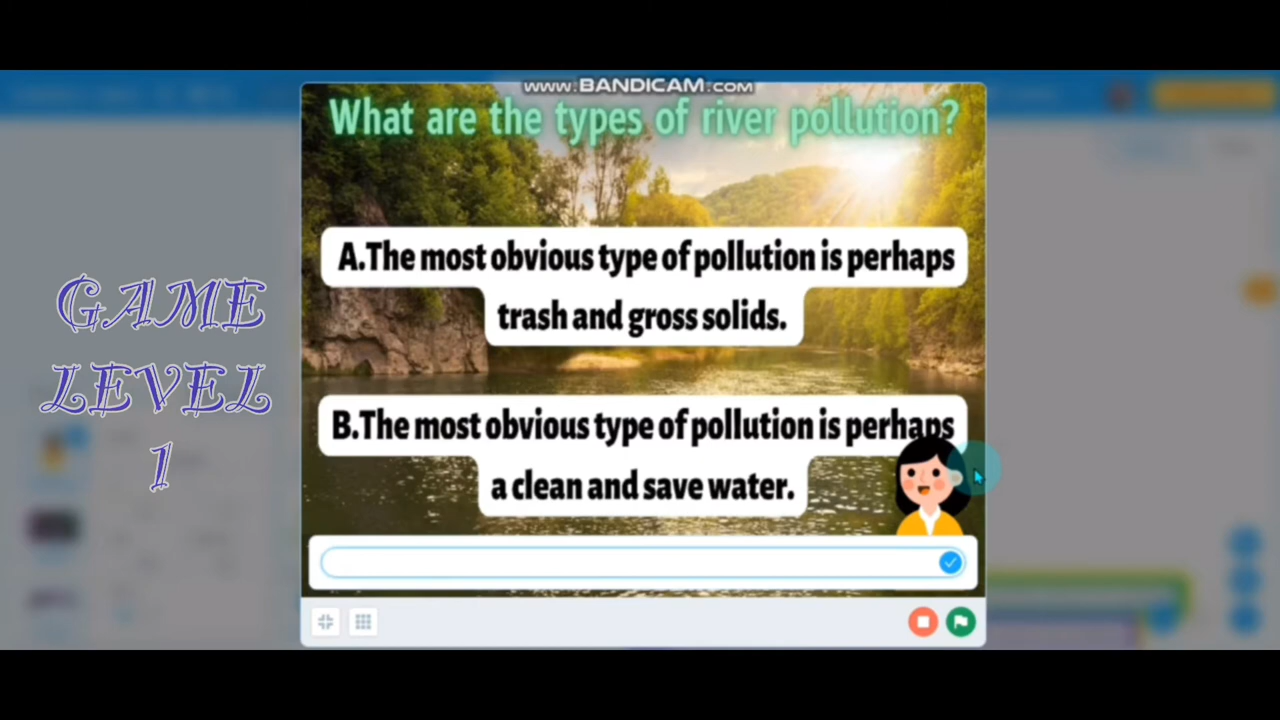 www.BANDICAM.com
What are the types of river pollution?
A.The most obvious type of pollution is perhaps
trash and gross solids.
B.The most obvious type of pollution is perhaps
a clean and save water.
GAME
LEVEL
1